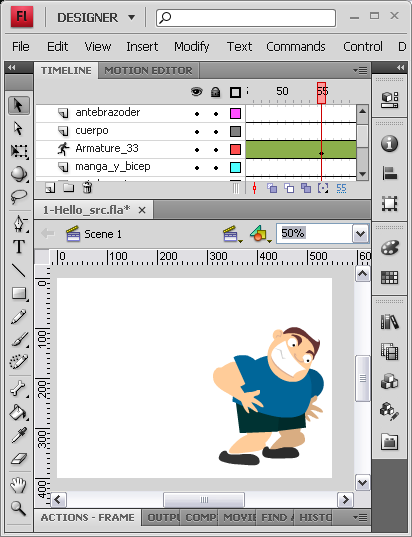 Fl DESIGNER
File Edit View Insert Modify Text Commands Control D
TIMELINE MOTION EDITOR
50 55
antebrazoder
cuerpo
Armature_33
manga_y_bicep
55
1-Hello_src.fla*
Scene 1 50%
0 100 200 300 400 500 600
0
100
200
300
400
T
ACTIONS - FRAME OUTPU COMP MOVIE FIND A HISTO